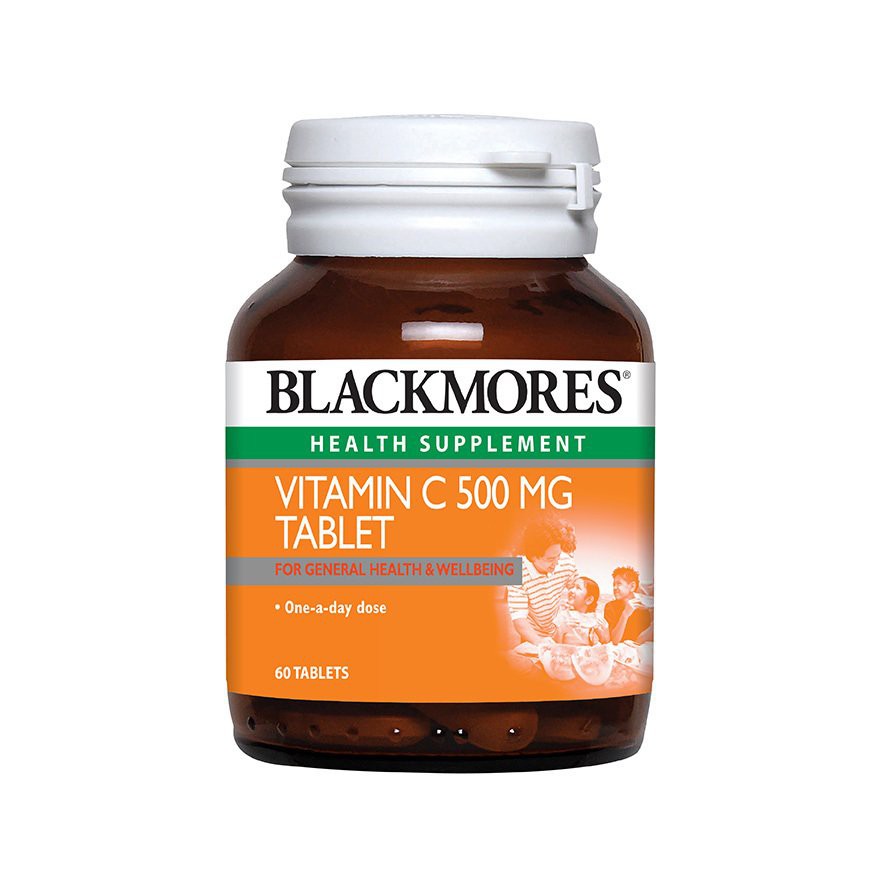 BLACKMORES®
HEALTH SUPPLEMENT
VITAMIN C 500 MG
TABLET
FOR GENERAL HEALTH & WELLBEING
• One-a-day dose
60 TABLETS